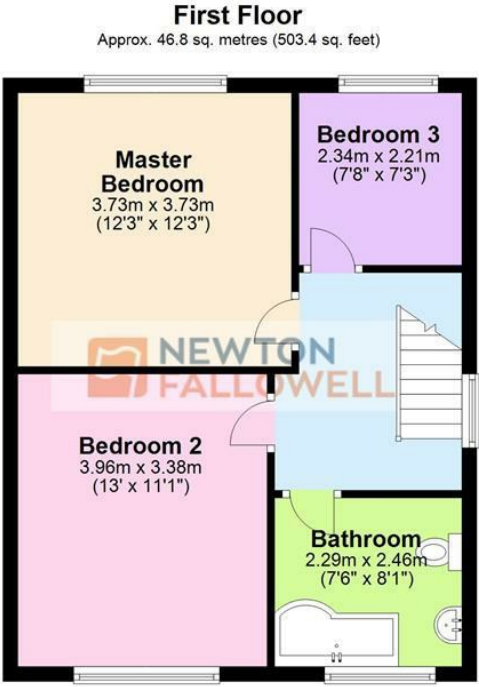 First Floor
Approx. 46.8 sq. metres (503.4 sq. feet)
Master
Bedroom
3.73m x 3.73m
(12'3" x 12'3")
Bedroom 3
2.34m x 2.21m
(7'8" x 7'3")
NEWTON
FALLOWELL
Bedroom 2
3.96m x 3.38m
(13' x 11'1")
Bathroom
2.29m x 2.46m
(7'6" x 8'1")